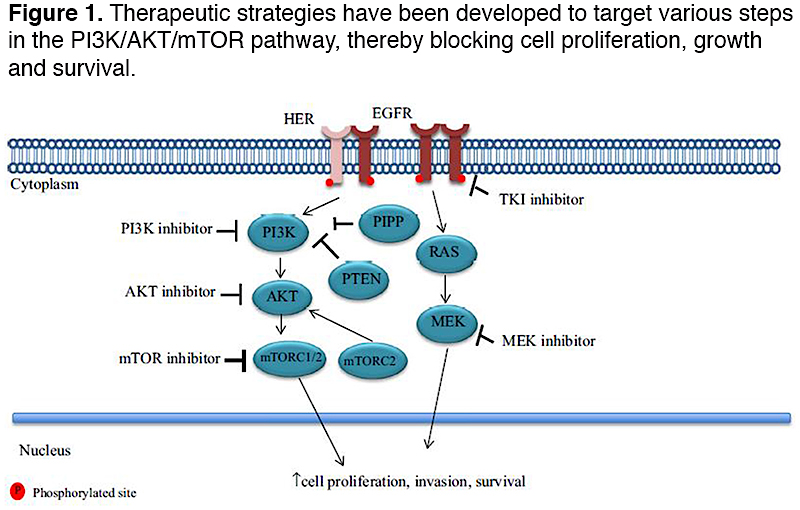 Figure 1. Therapeutic strategies have been developed to target various steps
in the PI3K/AKT/mTOR pathway, thereby blocking cell proliferation, growth
and survival.
HER
EGFR
Cytoplasm
TKI inhibitor
PI3K inhibitor
PI3K
PIPP
RAS
PTEN
AKT inhibitor
AKT
MEK
MEK inhibitor
mTOR inhibitor
mTORC1/2
mTORC2
Nucleus
↑cell proliferation, invasion, survival
P
Phosphorylated site